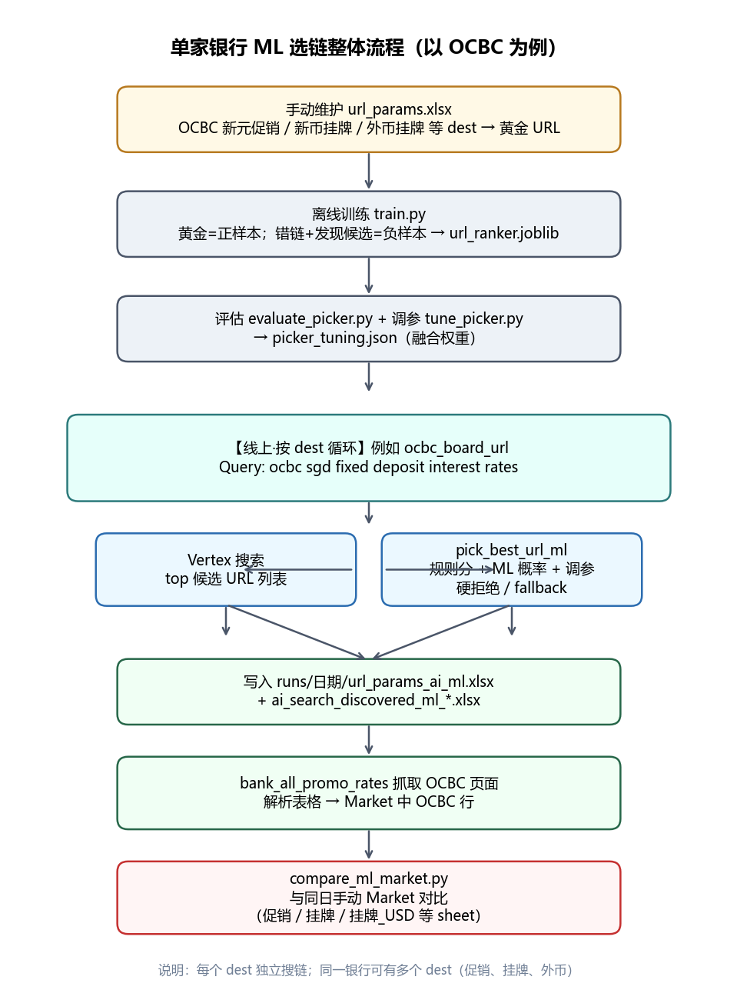 单家银行 ML 选链整体流程（以 OCBC 为例）
手动维护 url_params.xlsx
OCBC 新元促销 / 新币挂牌 / 外币挂牌 等 dest → 黄金 URL
离线训练 train.py
黄金=正样本；错链+发现候选=负样本 → url_ranker.joblib
评估 evaluate_picker.py + 调参 tune_picker.py
→ picker_tuning.json（融合权重）
【线上·按 dest 循环】例如 ocbc_board_url
Query: ocbc sgd fixed deposit interest rates
Vertex 搜索
top 候选 URL 列表
pick_best_url_ml
规则分 + ML 概率 + 调参
硬拒绝 / fallback
写入 runs/日期/url_params_ai_ml.xlsx
+ ai_search_discovered_ml_*.xlsx
bank_all_promo_rates 抓取 OCBC 页面
解析表格 → Market 中 OCBC 行
compare_ml_market.py
与同日手动 Market 对比
（促销 / 挂牌 / 挂牌_USD 等 sheet）
说明：每个 dest 独立搜链；同一银行可有多个 dest（促销、挂牌、外币）